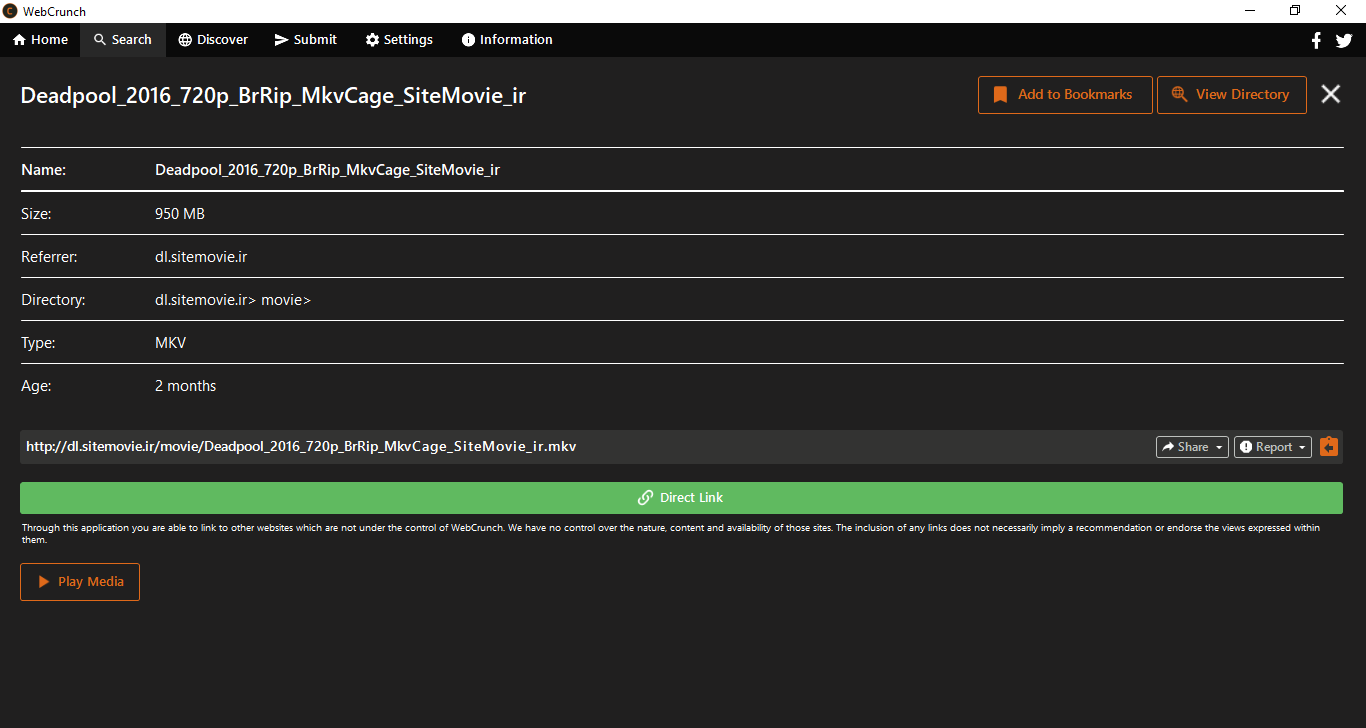 WebCrunch
Home Search Discover Submit Settings Information
Deadpool_2016_720p_BrRip_MkvCage_SiteMovie_ir
Add to Bookmarks View Directory
Name: Deadpool_2016_720p_BrRip_MkvCage_SiteMovie_ir
Size: 950 MB
Referrer: dl.sitemovie.ir
Directory: dl.sitemovie.ir> movie>
Type: MKV
Age: 2 months
http://dl.sitemovie.ir/movie/Deadpool_2016_720p_BrRip_MkvCage_SiteMovie_ir.mkv Share Report
Direct Link
Through this application you are able to link to other websites which are not under the control of WebCrunch. We have no control over the nature, content and availability of those sites. The inclusion of any links does not necessarily imply a recommendation or endorse the views expressed within
them.
Play Media